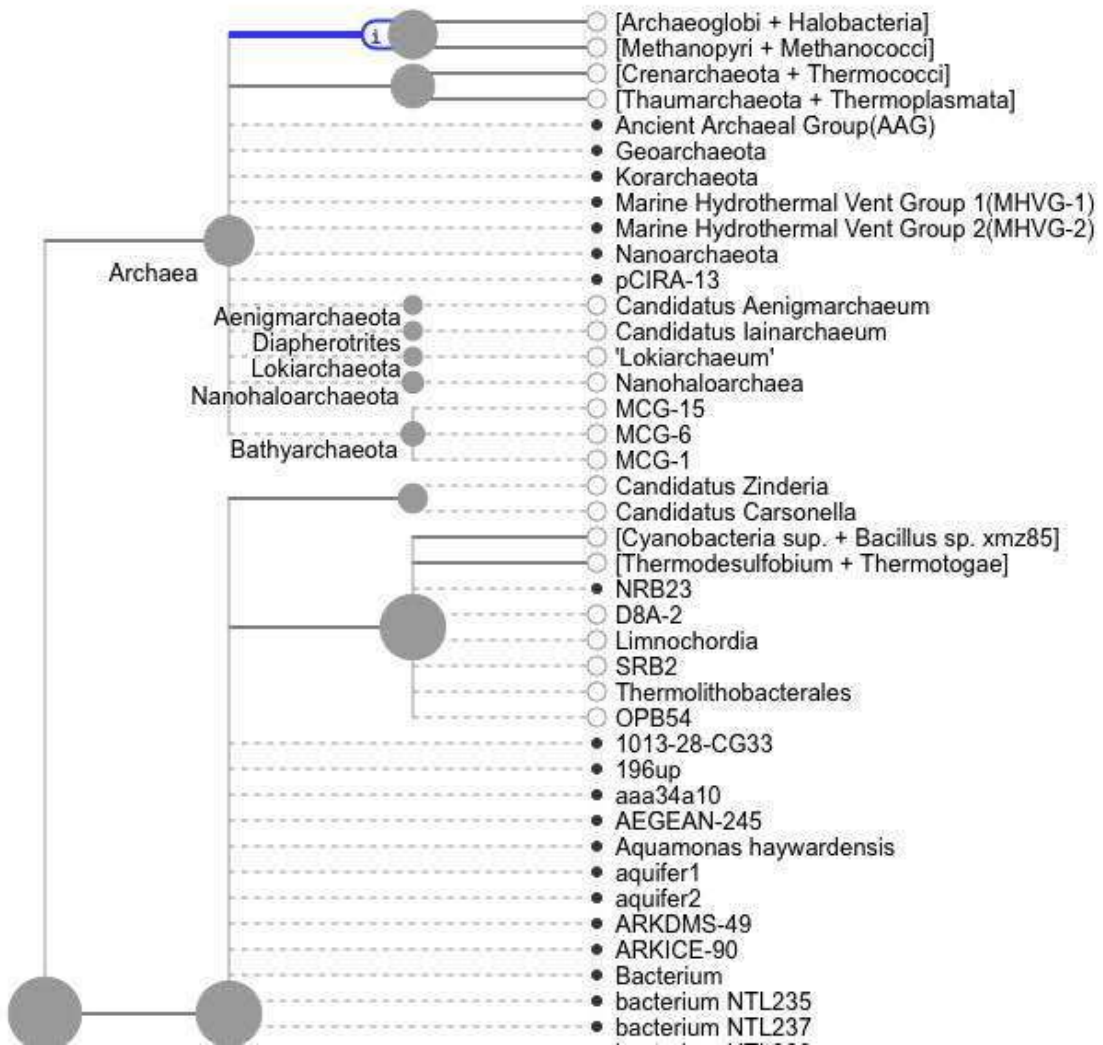 i
[Archaeoglobi + Halobacteria]
[Methanopyri + Methanococci]
[Crenarchaeota + Thermococci]
[Thaumarchaeota + Thermoplasmata]
Ancient Archaeal Group(AAG)
Geoarchaeota
Korarchaeota
Marine Hydrothermal Vent Group 1(MHVG-1)
Marine Hydrothermal Vent Group 2(MHVG-2)
Nanoarchaeota
Archaea
pCIRA-13
Candidatus Aenigmarchaeum
Aenigmarchaeota
Candidatus Iainarchaeum
Diapherotrites
'Lokiarchaeum'
Lokiarchaeota
Nanohaloarchaea
Nanohaloarchaeota
MCG-15
MCG-6
Bathyarchaeota
MCG-1
Candidatus Zinderia
Candidatus Carsonella
[Cyanobacteria sup. + Bacillus sp. xmz85]
[Thermodesulfobium + Thermotogae]
NRB23
D8A-2
Limnochordia
SRB2
Thermolithobacterales
OPB54
1013-28-CG33
196up
aaa34a10
AEGEAN-245
Aquamonas haywardensis
aquifer1
aquifer2
ARKDMS-49
ARKICE-90
Bacterium
bacterium NTL235
bacterium NTL237